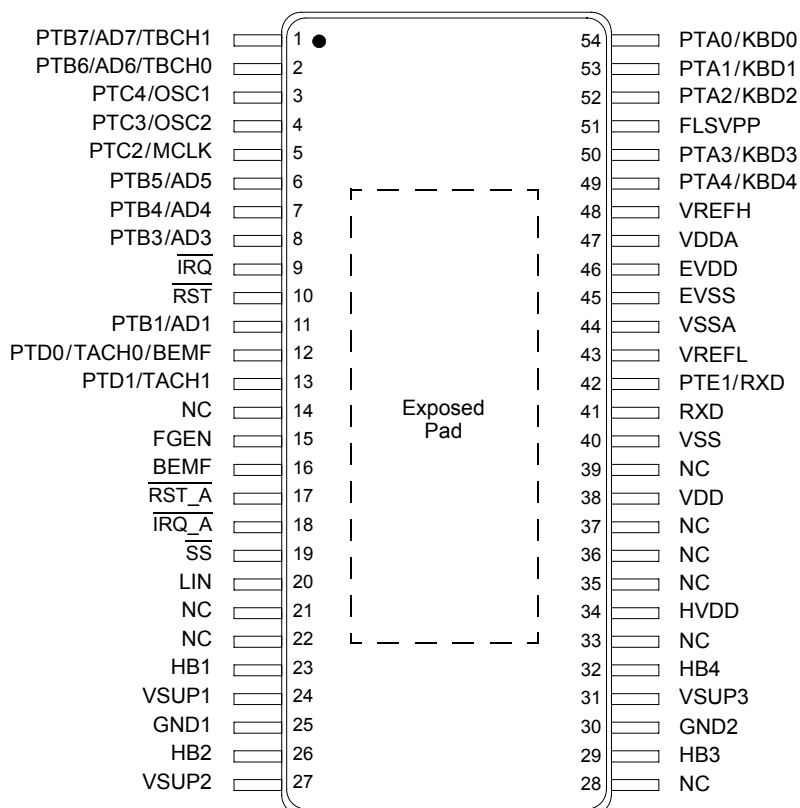 PTB7/AD7/TBCH1 1 54 PTA0/KBD0
PTB6/AD6/TBCH0 2 53 PTA1/KBD1
PTC4/OSC1 3 52 PTA2/KBD2
PTC3/OSC2 4 51 FLSVPP
PTC2/MCLK 5 50 PTA3/KBD3
PTB5/AD5 6 49 PTA4/KBD4
PTB4/AD4 7 48 VREFH
PTB3/AD3 8 47 VDDA
IRQ 9 46 EVDD
RST 10 45 EVSS
PTB1/AD1 11 44 VSSA
PTD0/TACH0/BEMF 12 43 VREFL
PTD1/TACH1 13 42 PTE1/RXD
NC 14 Exposed 41 RXD
FGEN 15 Pad 40 VSS
BEMF 16 39 NC
RST_A 17 38 VDD
IRQ_A 18 37 NC
SS 19 36 NC
LIN 20 35 NC
NC 21 34 HVDD
NC 22 33 NC
HB1 23 32 HB4
VSUP1 24 31 VSUP3
GND1 25 30 GND2
HB2 26 29 HB3
VSUP2 27 28 NC